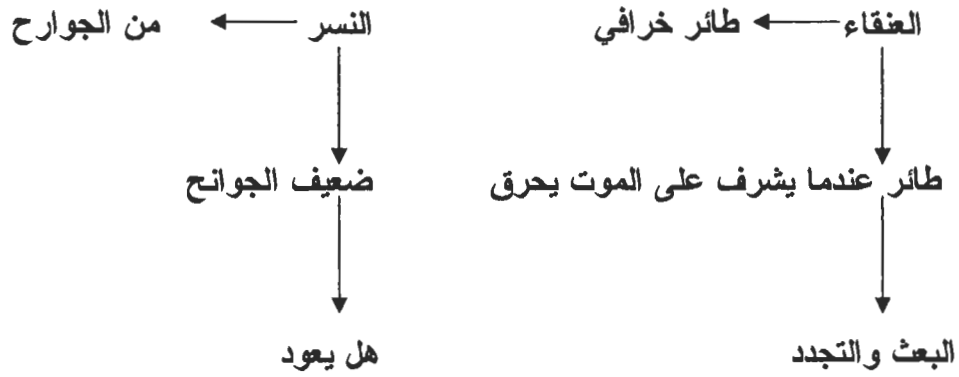 العنقاء طائر خرافي النسر من الجوارح
طائر عندما يشرف على الموت يحرق ضعيف الجوانح
البعث والتجدد هل يعود